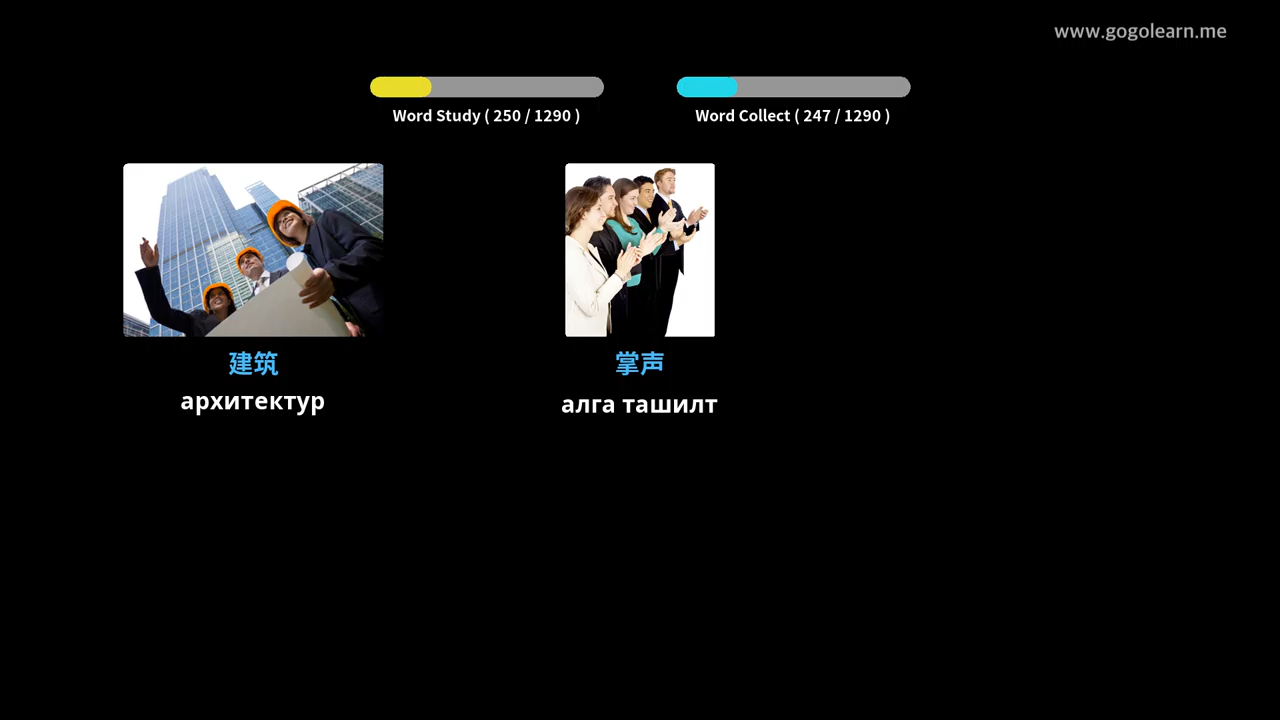 www.gogolearn.me
Word Study ( 250 / 1290 )
Word Collect ( 247 / 1290 )
建筑
архитектур
掌声
алга ташилт